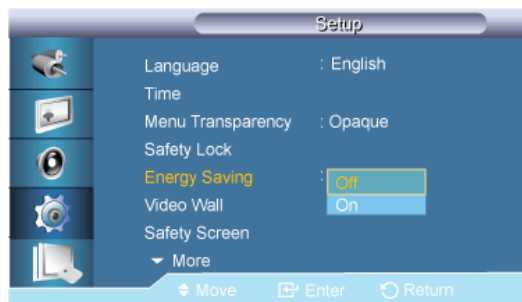 Setup
Language : English
Time
Menu Transparency : Opaque
Safety Lock
Energy Saving : Off
Video Wall On
Safety Screen
More
Move Enter Return